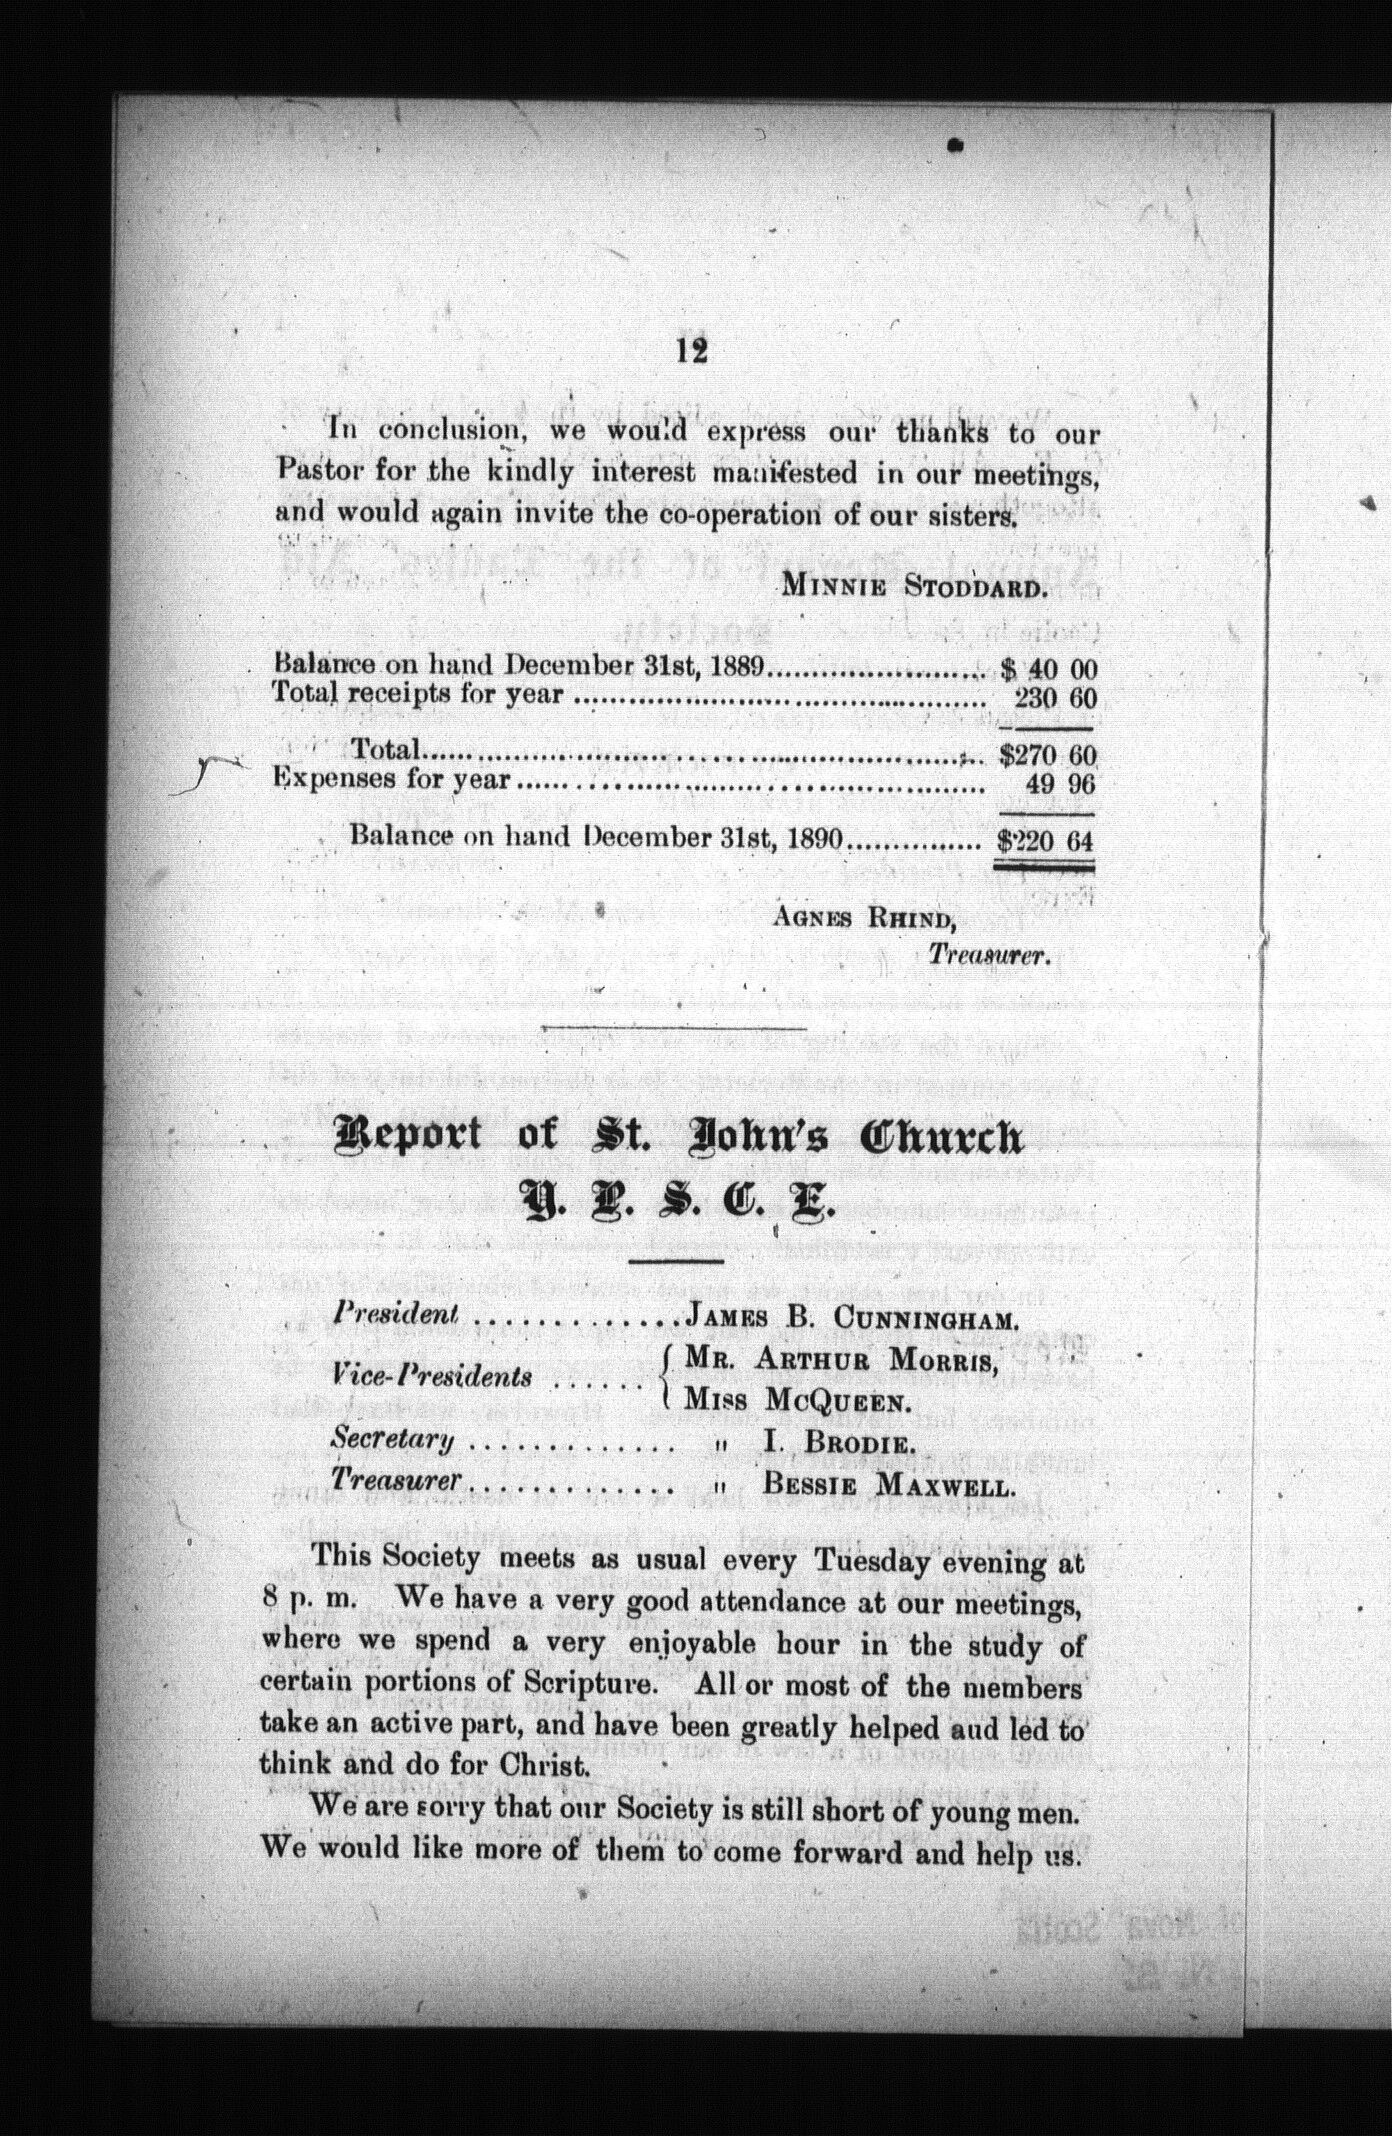 12
In conclusion, we would express our thanks to our
Pastor for the kindly interest manifested in our meetings,
and would again invite the co-operation of our sisters.
MINNIE STODDARD.
Balance on hand December 31st, 1889........................ $ 40 00
Total receipts for year ............................................ 230 60
Total............................................................ $270 60
Expenses for year.................................................. 49 96
Balance on hand December 31st, 1890............... $220 64
AGNES RHIND,
Treasurer.
Report of St. John's Church
Y. P. S. C. E.
President .............JAMES B. CUNNINGHAM.
Vice-Presidents ...... { MR. ARTHUR MORRIS,
MISS MCQUEEN.
Secretary ............. " I. BRODIE.
Treasurer............. " BESSIE MAXWELL.
This Society meets as usual every Tuesday evening at
8 p. m. We have a very good attendance at our meetings,
where we spend a very enjoyable hour in the study of
certain portions of Scripture. All or most of the members
take an active part, and have been greatly helped aud led to
think and do for Christ.
We are sorry that our Society is still short of young men.
We would like more of them to come forward and help us.